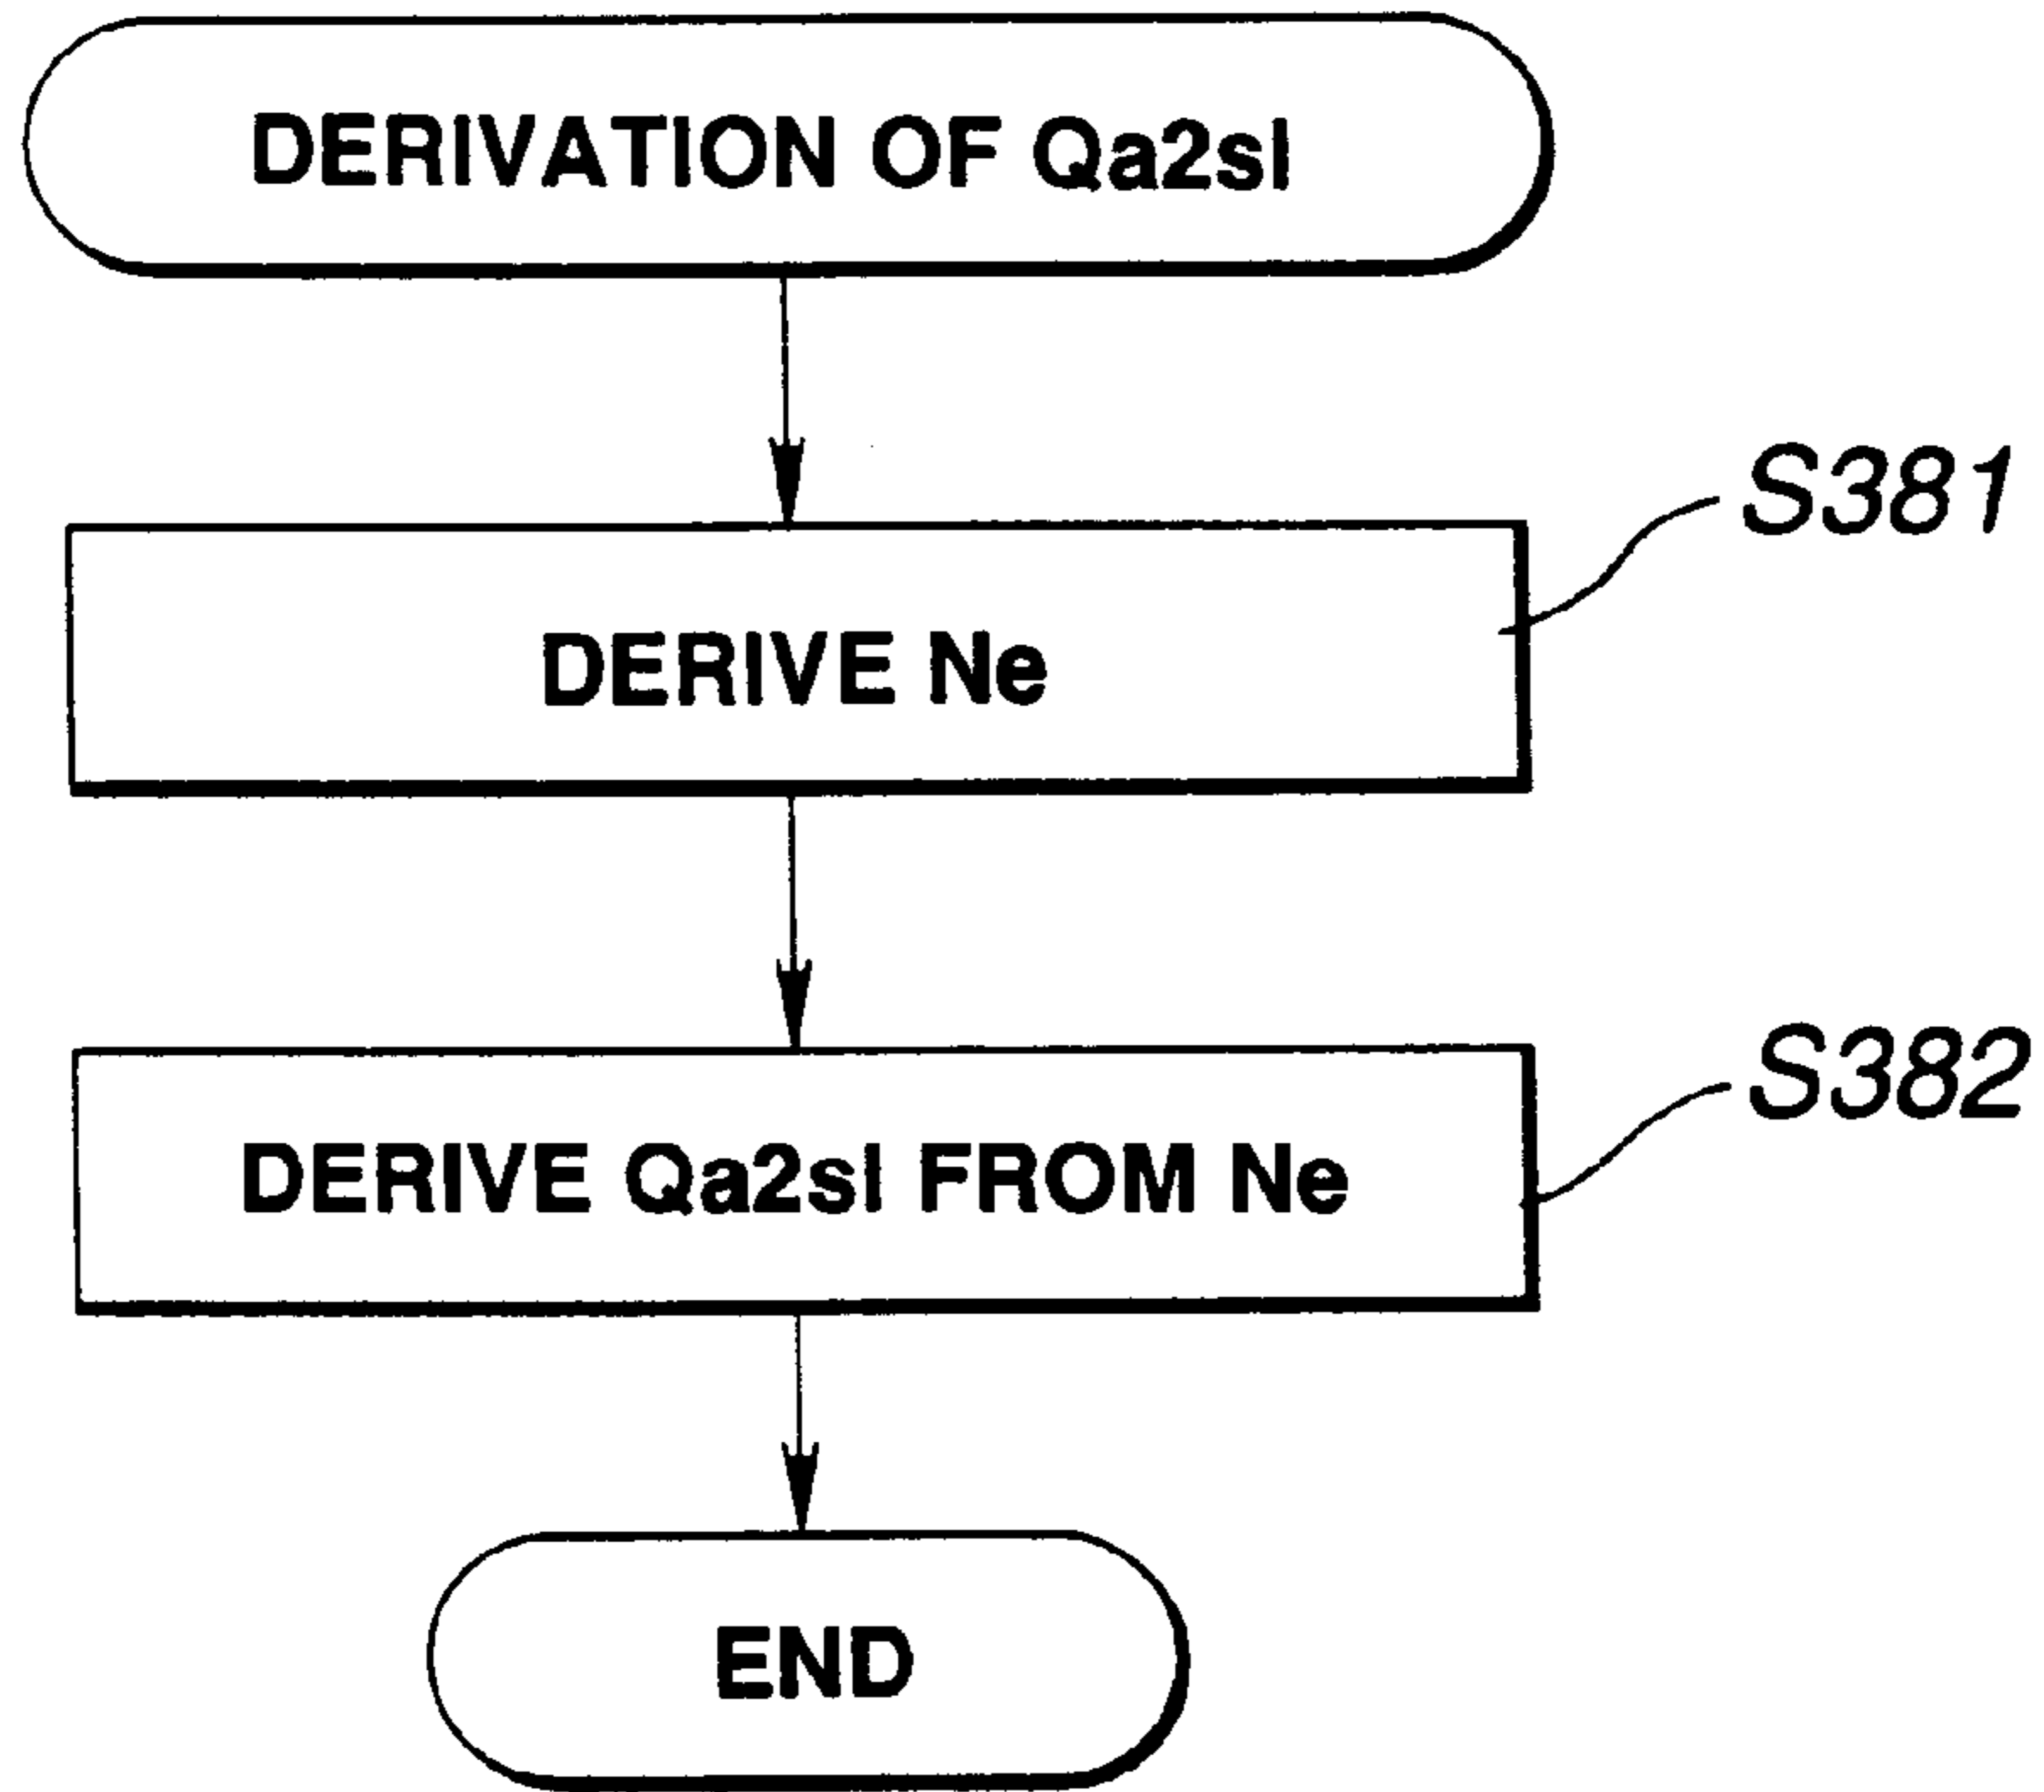 DERIVATION OF Qa2sl
DERIVE Ne
S381
DERIVE Qa2sl FROM Ne
S382
END